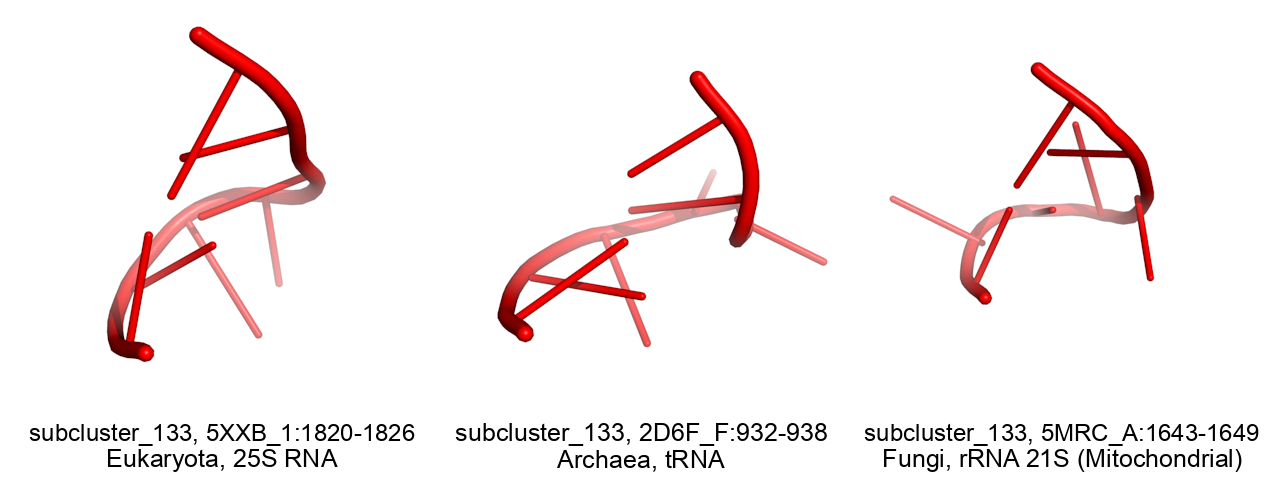 subcluster_133, 5XXB_1:1820-1826
Eukaryota, 25S RNA
subcluster_133, 2D6F_F:932-938
Archaea, tRNA
subcluster_133, 5MRC_A:1643-1649
Fungi, rRNA 21S (Mitochondrial)